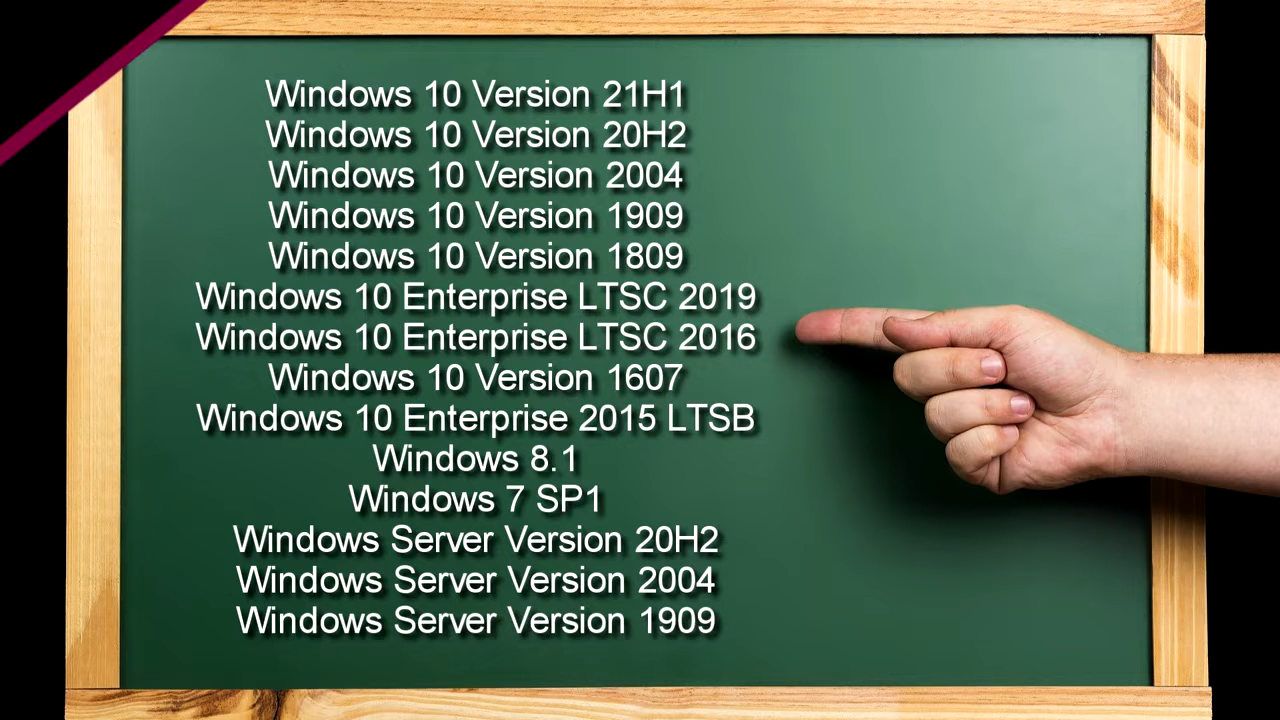 Windows 10 Version 21H1
Windows 10 Version 20H2
Windows 10 Version 2004
Windows 10 Version 1909
Windows 10 Version 1809
Windows 10 Enterprise LTSC 2019
Windows 10 Enterprise LTSC 2016
Windows 10 Version 1607
Windows 10 Enterprise 2015 LTSB
Windows 8.1
Windows 7 SP1
Windows Server Version 20H2
Windows Server Version 2004
Windows Server Version 1909